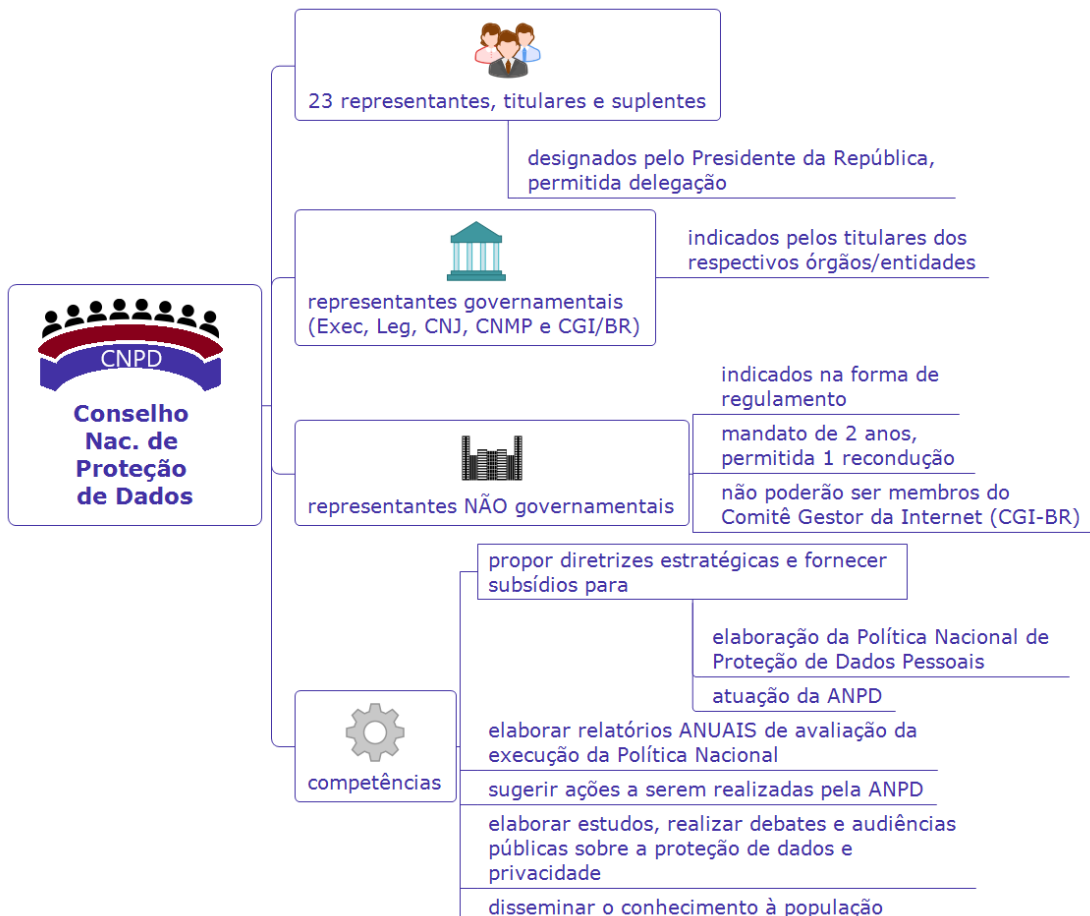 23 representantes, titulares e suplentes
designados pelo Presidente da República,
permitida delegação
representantes governamentais
(Exec, Leg, CNJ, CNMP e CGI/BR)
indicados pelos titulares dos
respectivos órgãos/entidades
CNPD
Conselho
Nac. de
Proteção
de Dados
representantes NÃO governamentais
indicados na forma de
regulamento
mandato de 2 anos,
permitida 1 recondução
não poderão ser membros do
Comitê Gestor da Internet (CGI-BR)
competências
propor diretrizes estratégicas e fornecer
subsídios para
elaboração da Política Nacional de
Proteção de Dados Pessoais
atuação da ANPD
elaborar relatórios ANUAIS de avaliação da
execução da Política Nacional
sugerir ações a serem realizadas pela ANPD
elaborar estudos, realizar debates e audiências
públicas sobre a proteção de dados e
privacidade
disseminar o conhecimento à população